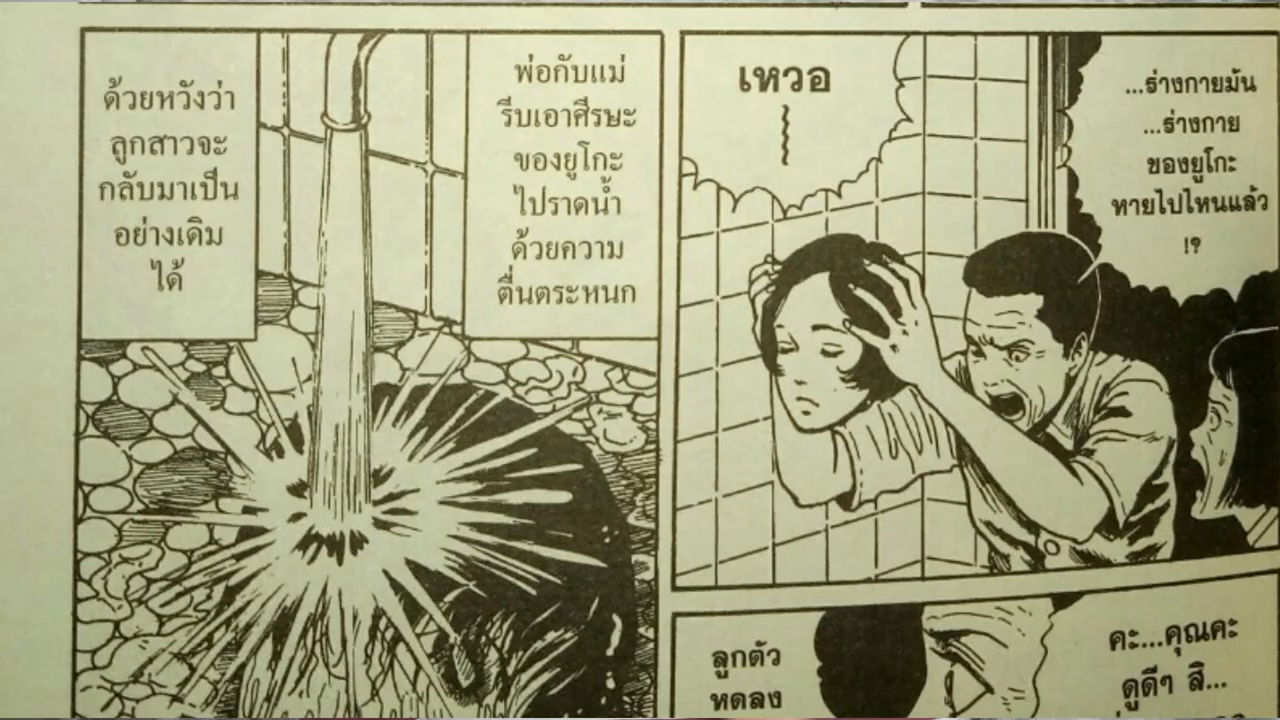 ...ร่างกายมัน
...ร่างกาย
ของยูโกะ
หายไปไหนแล้ว
!?
เหวอ
พ่อกับแม่
รีบเอาศีรษะ
ของยูโกะ
ไปราดน้ำ
ด้วยความ
ตื่นตระหนก
ด้วยหวังว่า
ลูกสาวจะ
กลับมาเป็น
อย่างเดิม
ได้
คะ...คุณคะ
ดูดีๆ สิ...
ลูกตัว
หดลง